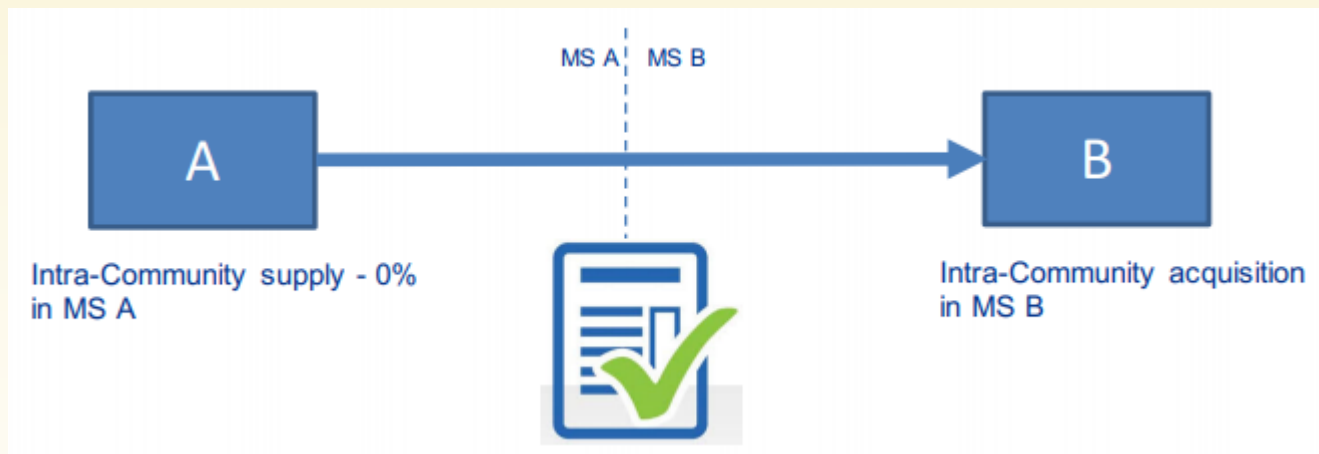 MS A MS B
A
B
Intra-Community supply - 0%
in MS A
Intra-Community acquisition
in MS B